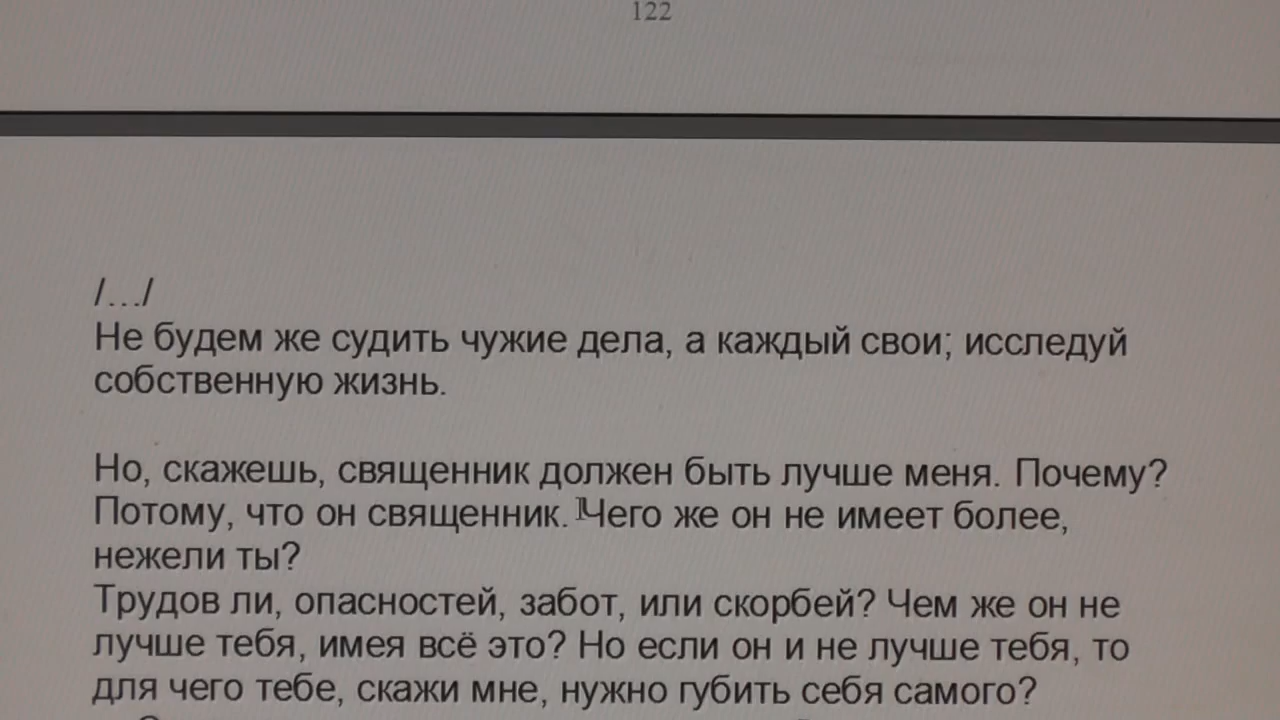 122
/.../
Не будем же судить чужие дела, а каждый свои; исследуй
собственную жизнь.
Но, скажешь, священник должен быть лучше меня. Почему?
Потому, что он священник. Чего же он не имеет более,
нежели ты?
Трудов ли, опасностей, забот, или скорбей? Чем же он не
лучше тебя, имея всё это? Но если он и не лучше тебя, то
для чего тебе, скажи мне, нужно губить себя самого?